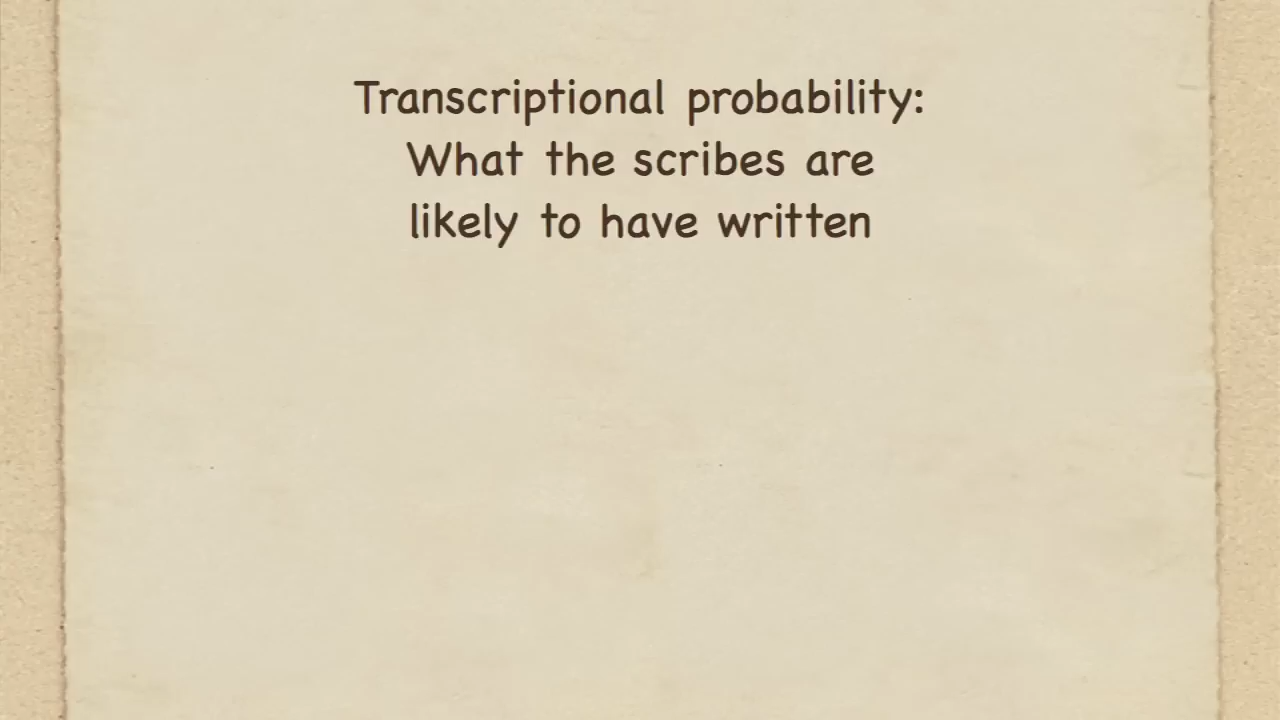 Transcriptional probability:
What the scribes are
likely to have written